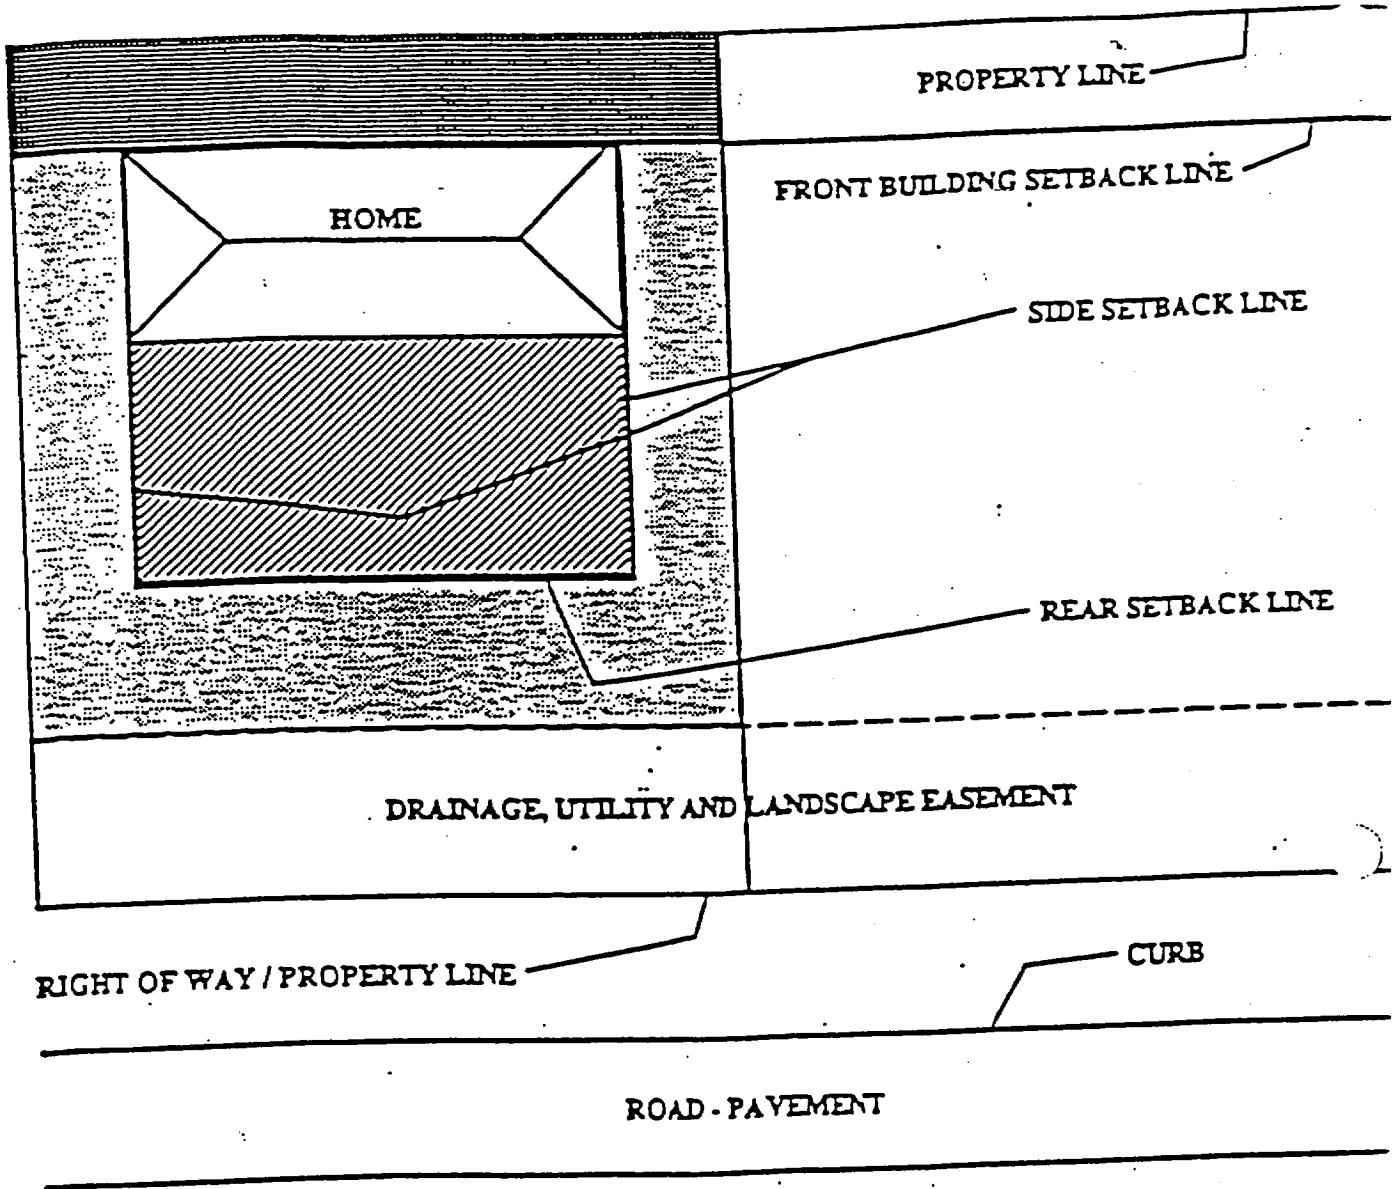 PROPERTY LINE
FRONT BUILDING SETBACK LINE
HOME
SIDE SETBACK LINE
REAR SETBACK LINE
DRAINAGE, UTILITY AND LANDSCAPE EASEMENT
RIGHT OF WAY / PROPERTY LINE
CURB
ROAD - PAVEMENT